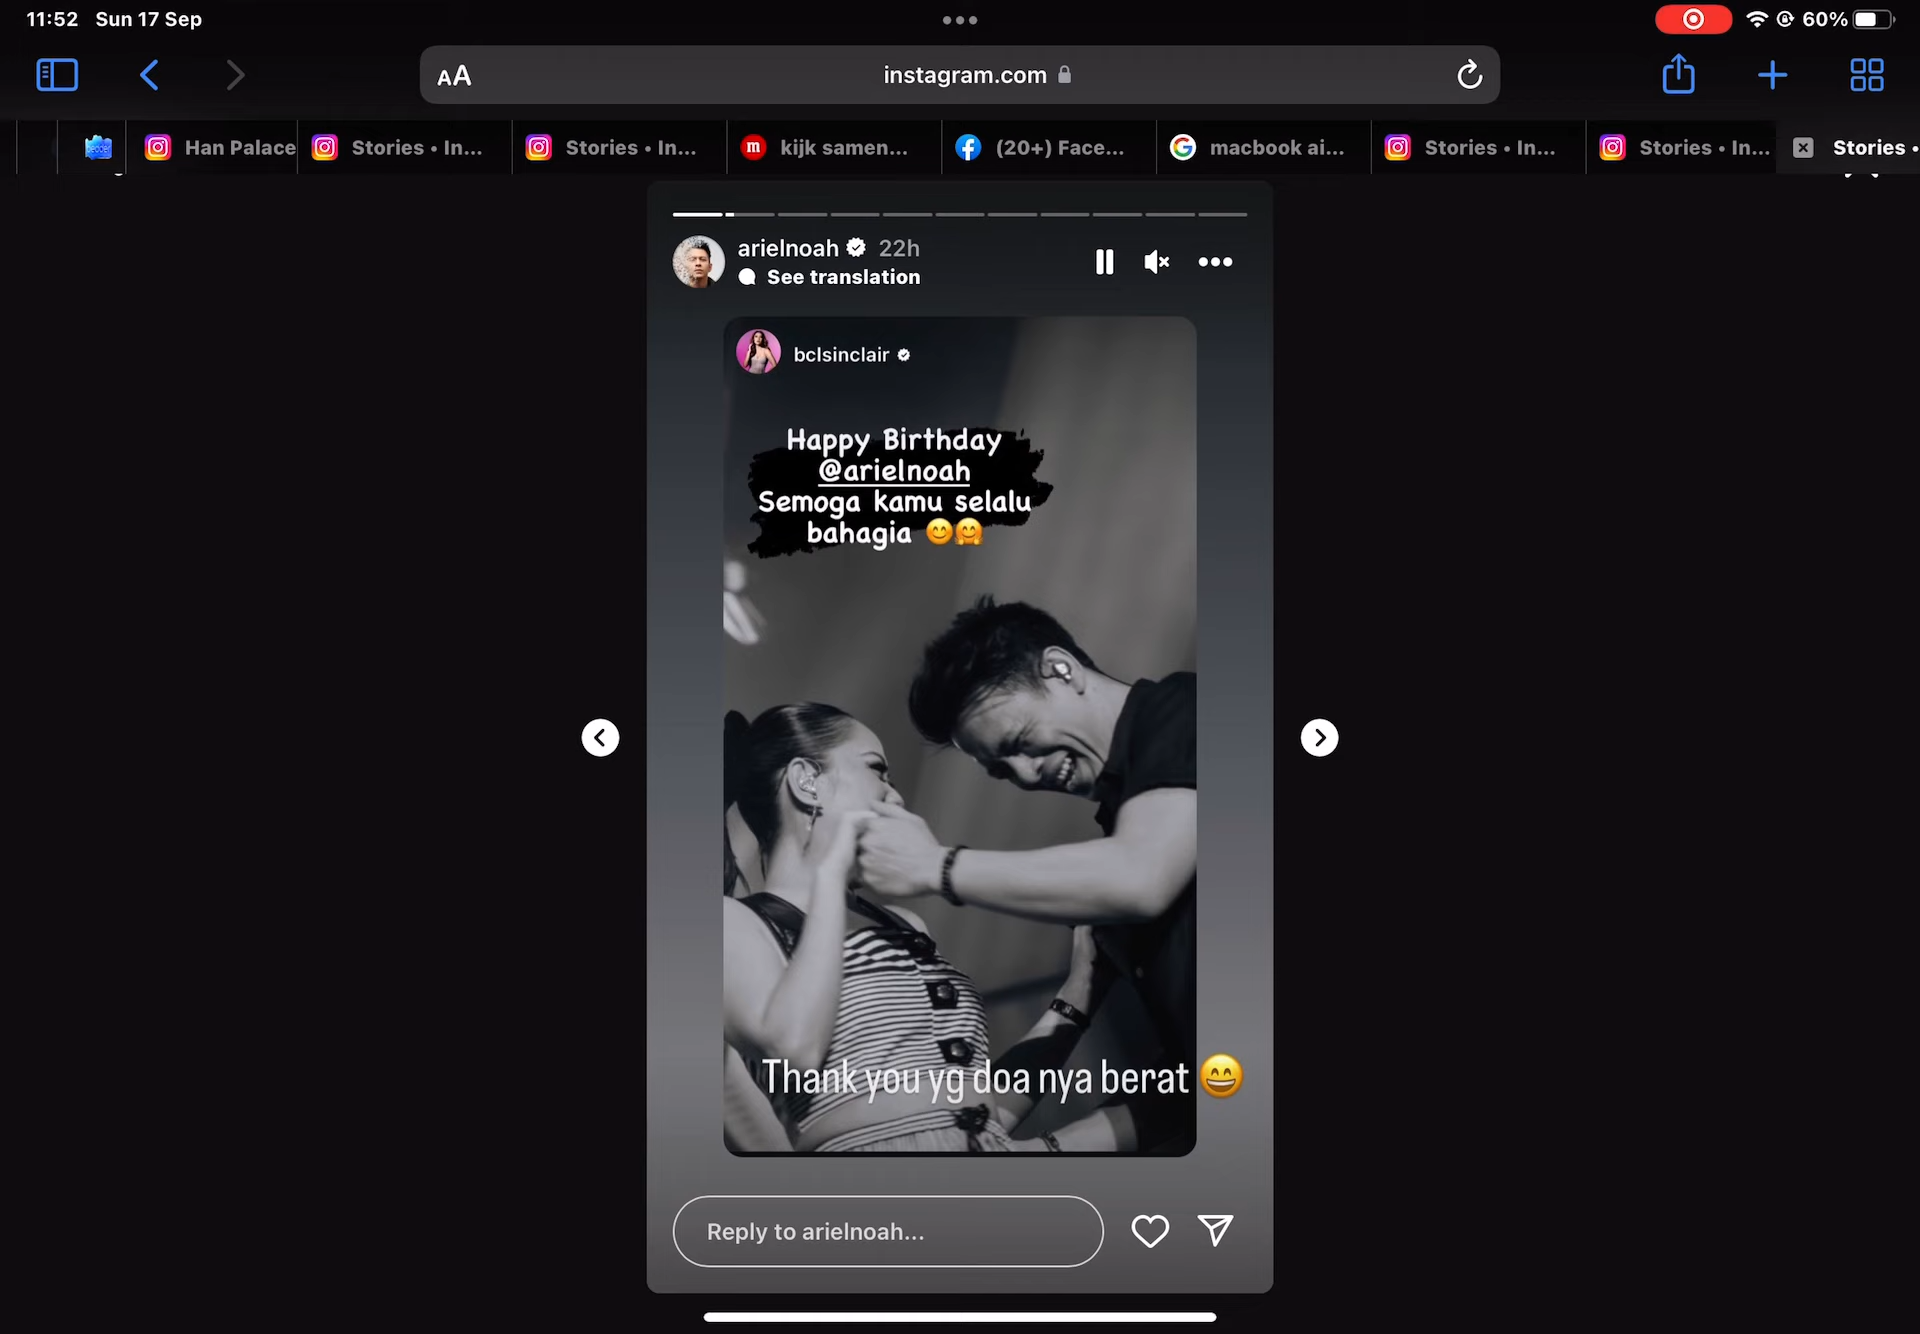 11:52 Sun 17 Sep
60%
AA
instagram.com
Han Palace
Stories • In...
Stories • In...
m
kijk samen...
(20+) Face...
macbook ai...
Stories • In...
Stories • In...
Stories •
arielnoah 22h
See translation
bclsinclair
Happy Birthday
@arielnoah
Semoga kamu selalu
bahagia 😊🤗
Thank you yg doa nya berat 😄
Reply to arielnoah...